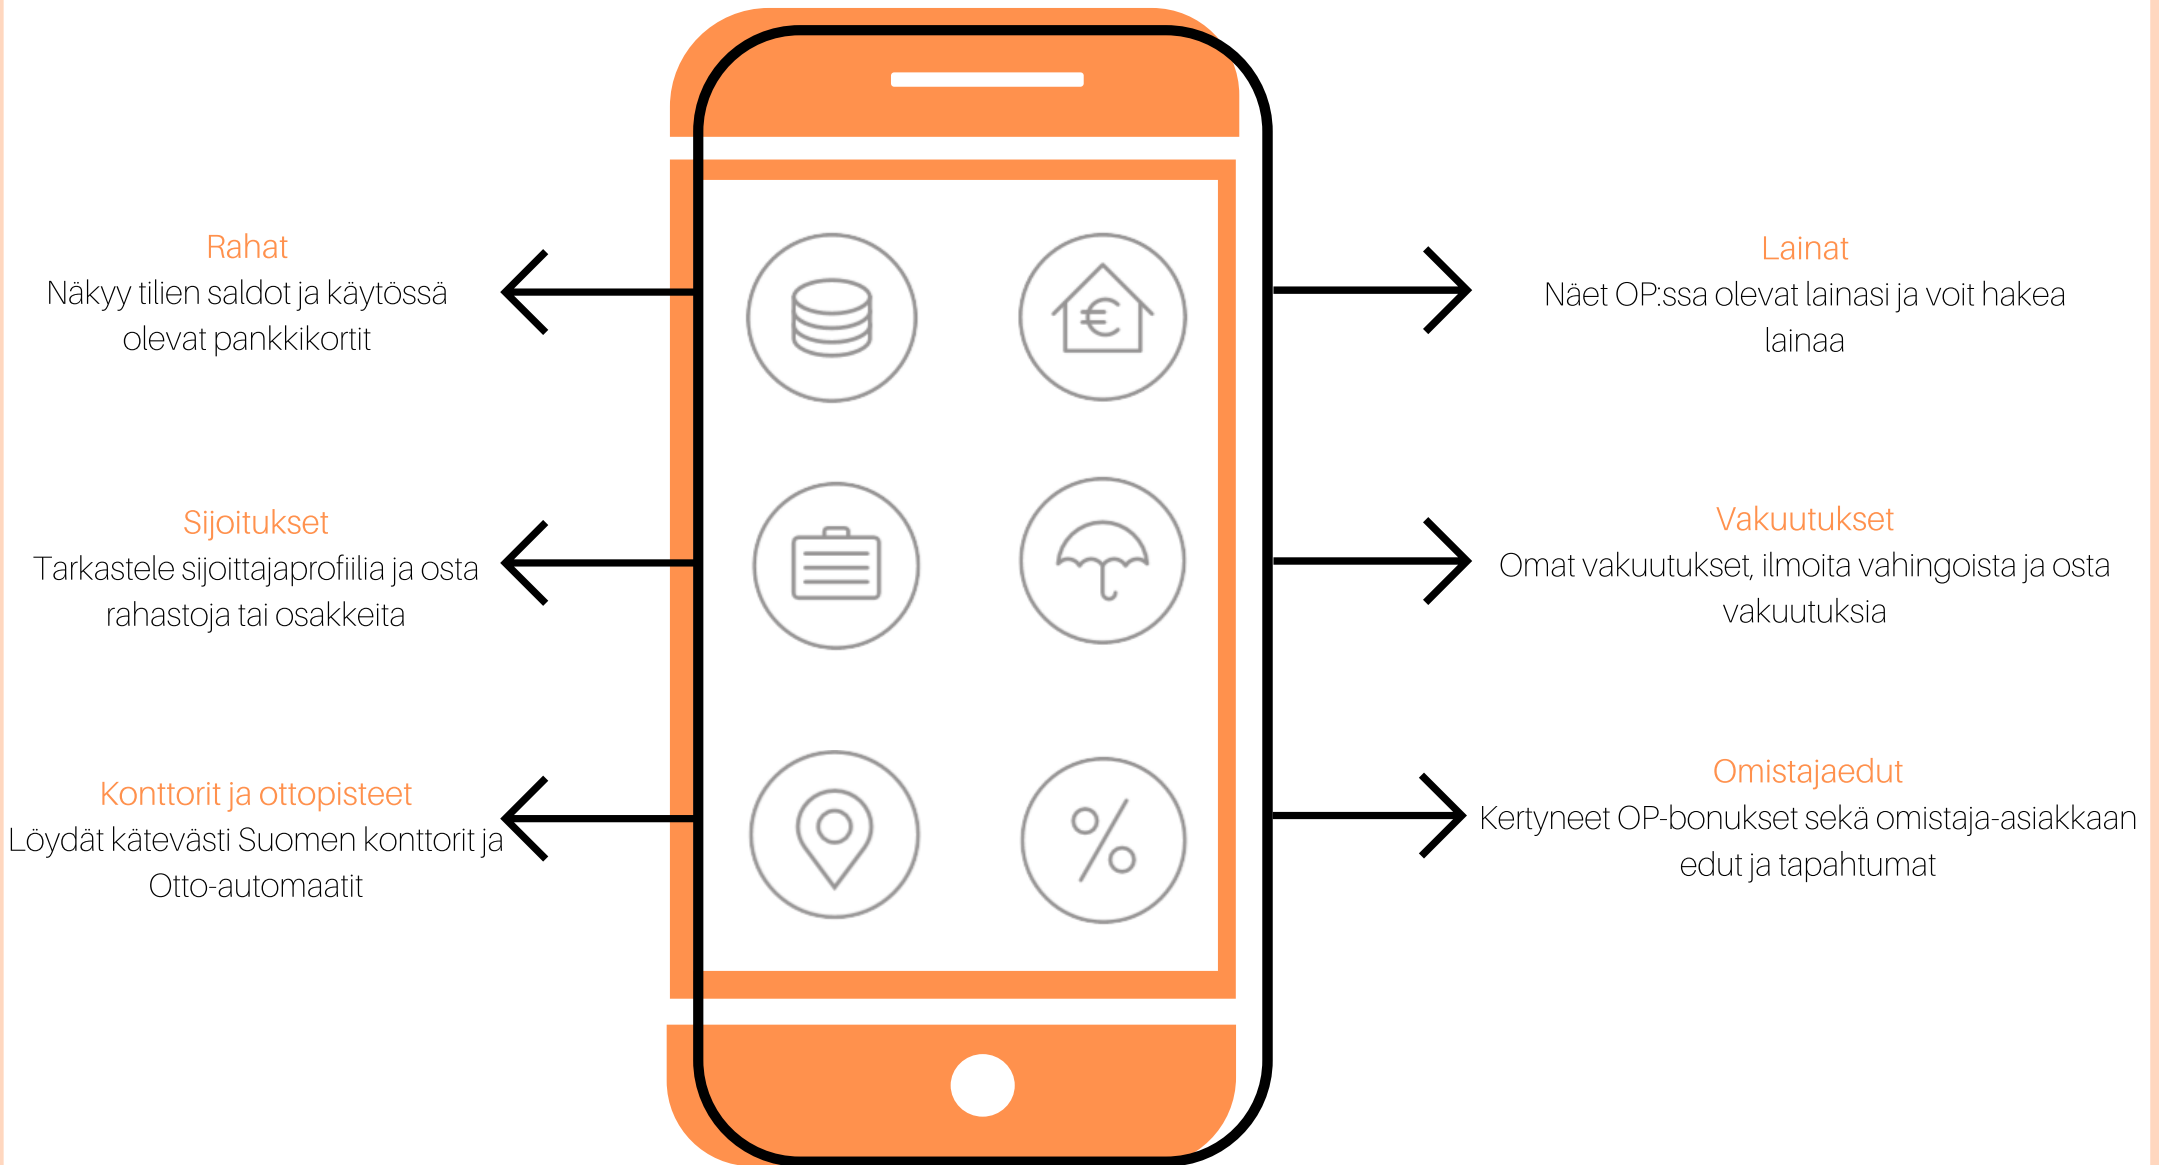 Rahat
Näkyy tilien saldot ja käytössä
olevat pankkikortit
Sijoitukset
Tarkastele sijoittajaprofiilia ja osta
rahastoja tai osakkeita
Konttorit ja ottopisteet
Löydät kätevästi Suomen konttorit ja
Otto-automaatit
Lainat
Näet OP:ssa olevat lainasi ja voit hakea
lainaa
Vakuutukset
Omat vakuutukset, ilmoita vahingoista ja osta
vakuutuksia
Omistajaedut
Kertyneet OP-bonukset sekä omistaja-asiakkaan
edut ja tapahtumat